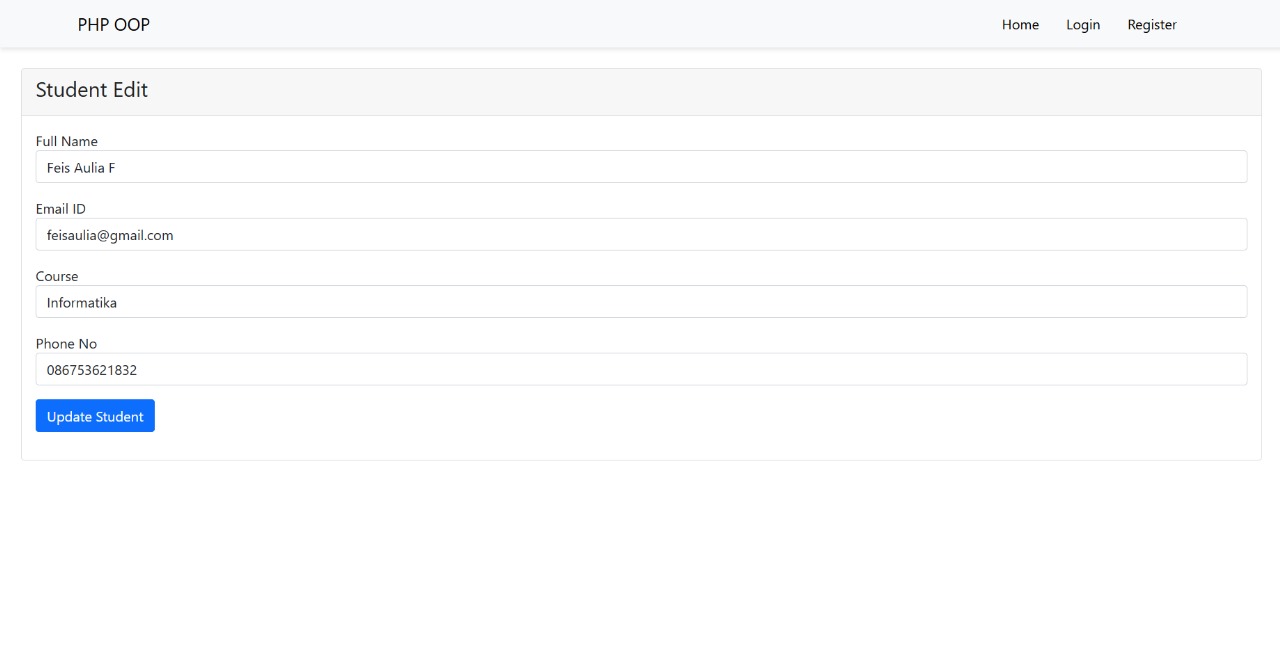 PHP OOP
Home Login Register
Student Edit
Full Name
Feis Aulia F
Email ID
feisaulia@gmail.com
Course
Informatika
Phone No
086753621832
Update Student